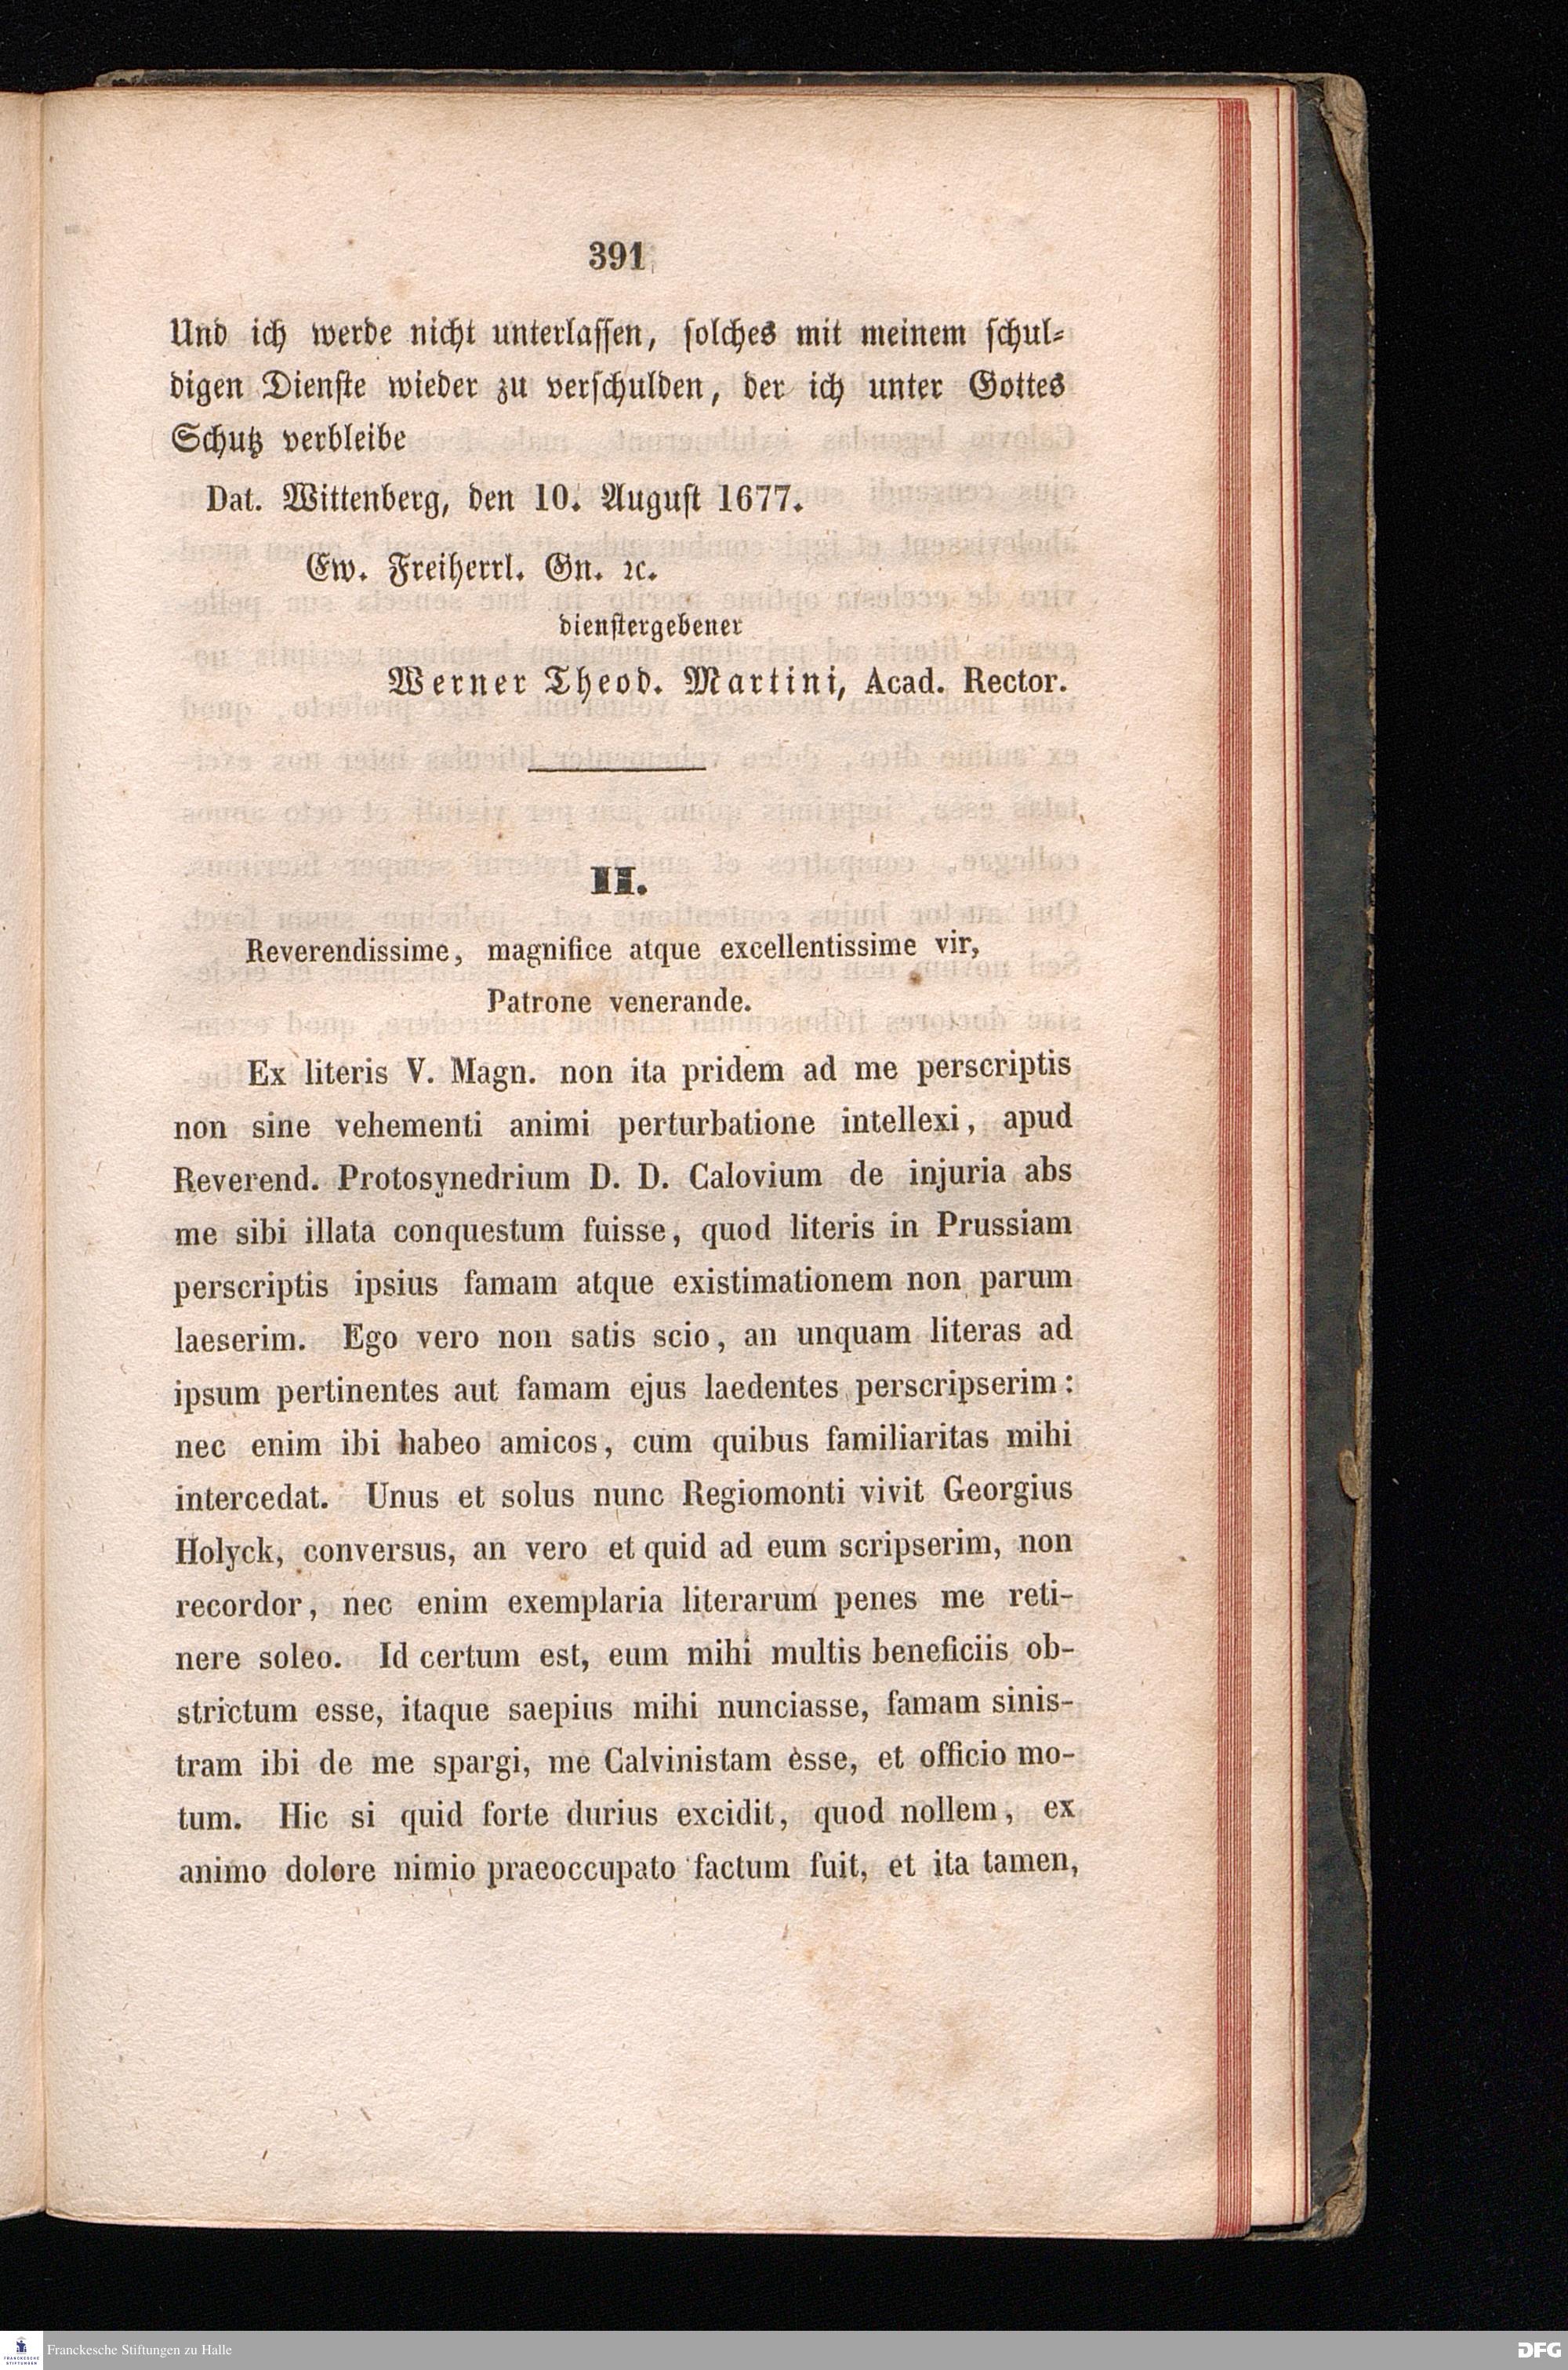 391
Und ich werde nicht unterlassen, solches mit meinem schul-
digen Dienste wieder zu verschulden, der ich unter Gottes
Schutz verbleibe
Dat. Wittenberg, den 10. August 1677.
Ew. Freiherrl. Gn. ꝛc.
dienstergebener
Werner Theod. Martini, Acad. Rector.
II.
Reverendissime, magnifice atque excellentissime vir,
Patrone venerande.
Ex literis V. Magn. non ita pridem ad me perscriptis
non sine vehementi animi perturbatione intellexi, apud
Reverend. Protosynedrium D. D. Calovium de injuria abs
me sibi illata conquestum fuisse, quod literis in Prussiam
perscriptis ipsius famam atque existimationem non parum
laeserim. Ego vero non satis scio, an unquam literas ad
ipsum pertinentes aut famam ejus laedentes perscripserim:
nec enim ibi habeo amicos, cum quibus familiaritas mihi
intercedat. Unus et solus nunc Regiomonti vivit Georgius
Holyck, conversus, an vero et quid ad eum scripserim, non
recordor, nec enim exemplaria literarum penes me reti-
nere soleo. Id certum est, eum mihi multis beneficiis ob-
strictum esse, itaque saepius mihi nunciasse, famam sinis-
tram ibi de me spargi, me Calvinistam esse, et officio mo-
tum. Hic si quid forte durius excidit, quod nollem, ex
animo dolore nimio praeoccupato factum fuit, et ita tamen,
FRANCKESCHE
STIFTUNGEN
Franckesche Stiftungen zu Halle
DFG